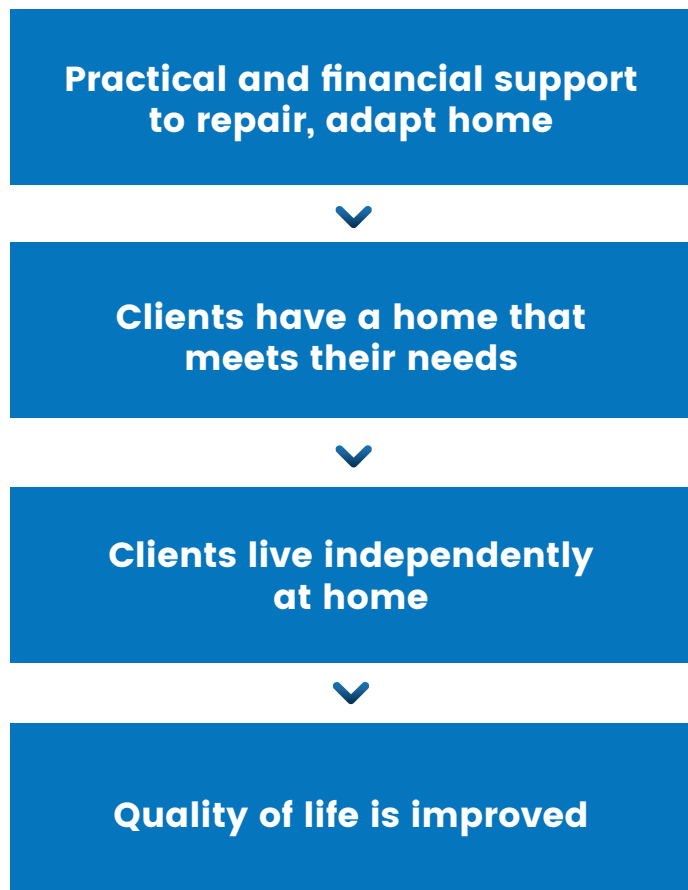 Practical and financial support
to repair, adapt home
Clients have a home that
meets their needs
Clients live independently
at home
Quality of life is improved